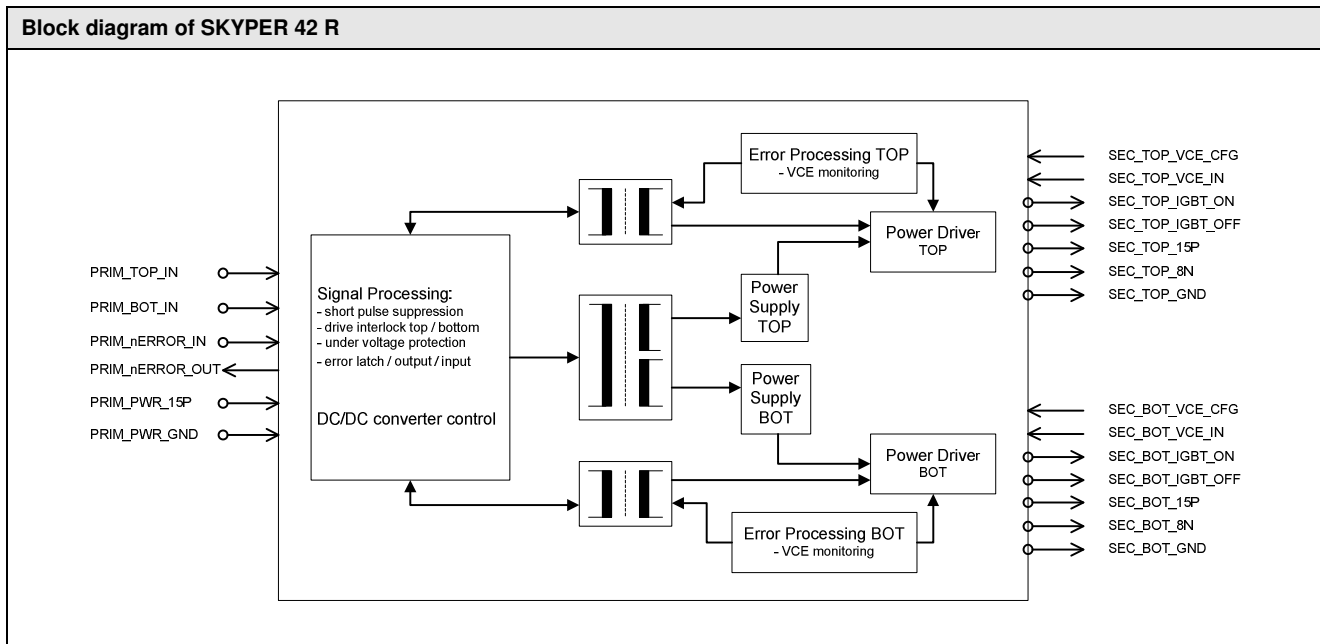 Block diagram of SKYPER 42 R
PRIM_TOP_IN
PRIM_BOT_IN
PRIM_nERROR_IN
PRIM_nERROR_OUT
PRIM_PWR_15P
PRIM_PWR_GND
Signal Processing:
- short pulse suppression
- drive interlock top / bottom
- under voltage protection
- error latch / output / input
DC/DC converter control
Error Processing TOP
- VCE monitoring
Power Driver
TOP
Power
Supply
TOP
Power
Supply
BOT
Power Driver
BOT
Error Processing BOT
- VCE monitoring
SEC_TOP_VCE_CFG
SEC_TOP_VCE_IN
SEC_TOP_IGBT_ON
SEC_TOP_IGBT_OFF
SEC_TOP_15P
SEC_TOP_8N
SEC_TOP_GND
SEC_BOT_VCE_CFG
SEC_BOT_VCE_IN
SEC_BOT_IGBT_ON
SEC_BOT_IGBT_OFF
SEC_BOT_15P
SEC_BOT_8N
SEC_BOT_GND